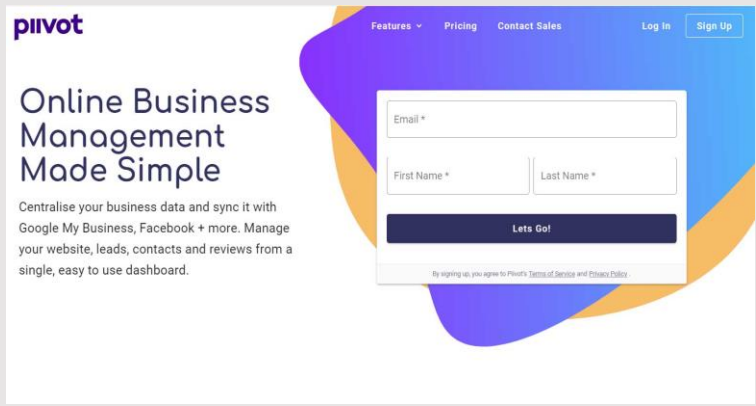 piivot
Features Pricing Contact Sales Log In Sign Up
Online Business
Management
Made Simple
Centralise your business data and sync it with
Google My Business, Facebook + more. Manage
your website, leads, contacts and reviews from a
single, easy to use dashboard.
Email *
First Name * Last Name *
Lets Go!
By signing up, you agree to Piivot's Terms of Service and Privacy Policy .